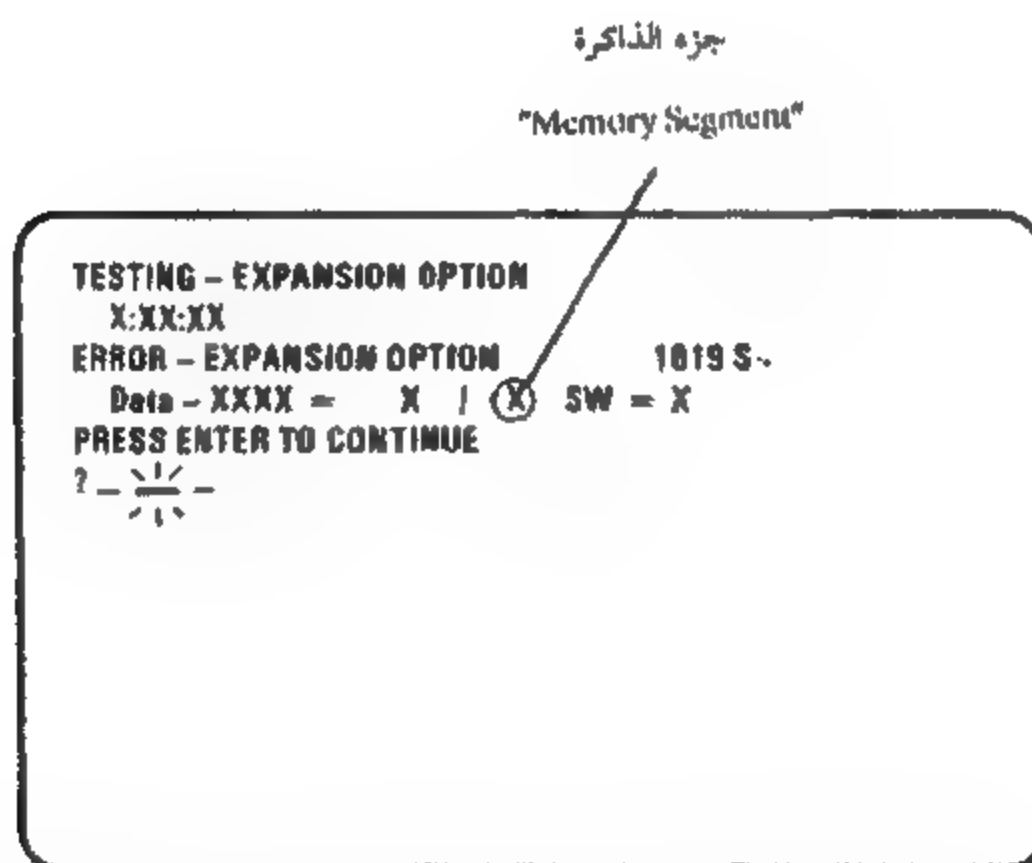 جزء الذاكرة
"Memory Segment"
TESTING – EXPANSION OPTION
X:XX:XX
ERROR – EXPANSION OPTION 1819 S-
Data – XXXX = X / X SW = X
PRESS ENTER TO CONTINUE
? – — –